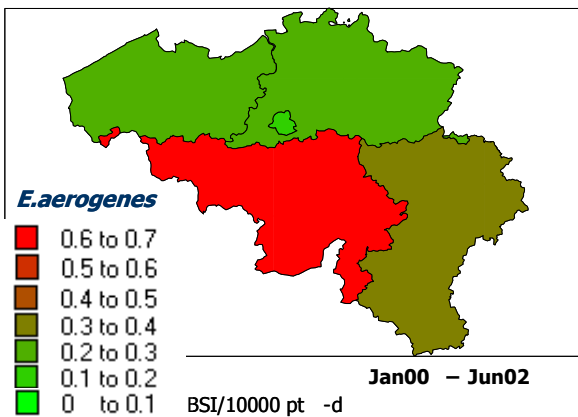 E.aerogenes
0.6 to 0.7
0.5 to 0.6
0.4 to 0.5
0.3 to 0.4
0.2 to 0.3
0.1 to 0.2
0 to 0.1
Jan00 – Jun02
BSI/10000 pt -d